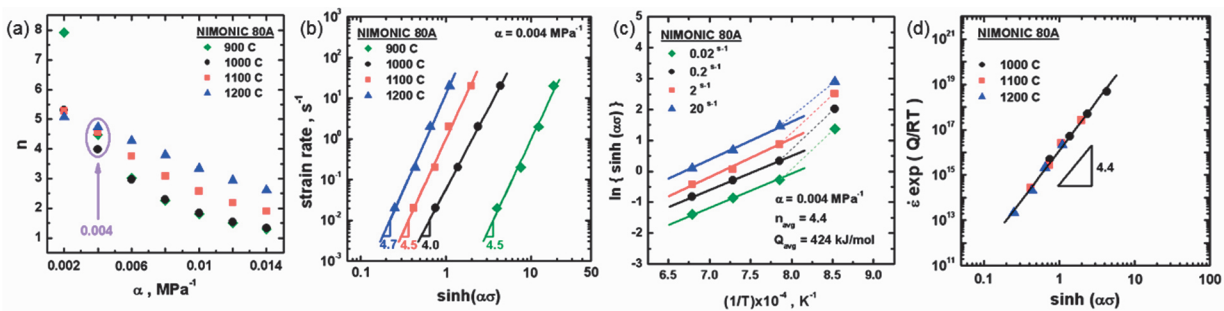 (a)
NIMONIC 80A
900 C
1000 C
1100 C
1200 C
8
7
6
5
4
3
2
1
n
0.004
0.002 0.006 0.010 0.014
α , MPa⁻¹
(b)
NIMONIC 80A
α = 0.004 MPa⁻¹
900 C
1000 C
1100 C
1200 C
strain rate, s⁻¹
10³
10²
10¹
10⁰
10⁻¹
10⁻²
10⁻³
4.7 4.5 4.0 4.5
0.1 1 10 50
sinh(ασ)
(c)
NIMONIC 80A
0.02 s⁻¹
0.2 s⁻¹
2 s⁻¹
20 s⁻¹
ln{ sinh (ασ)}
5
4
3
2
1
0
-1
-2
-3
α = 0.004 MPa⁻¹
n avg = 4.4
Q avg = 424 kJ/mol
6.5 7.0 7.5 8.0 8.5 9.0
(1/T)x10⁻⁴ , K⁻¹
(d)
NIMONIC 80A
1000 C
1100 C
1200 C
ε̇ exp ( Q/RT)
10²¹
10¹⁹
10¹⁷
10¹⁵
10¹³
10¹¹
4.4
0.1 1 10
sinh (ασ)